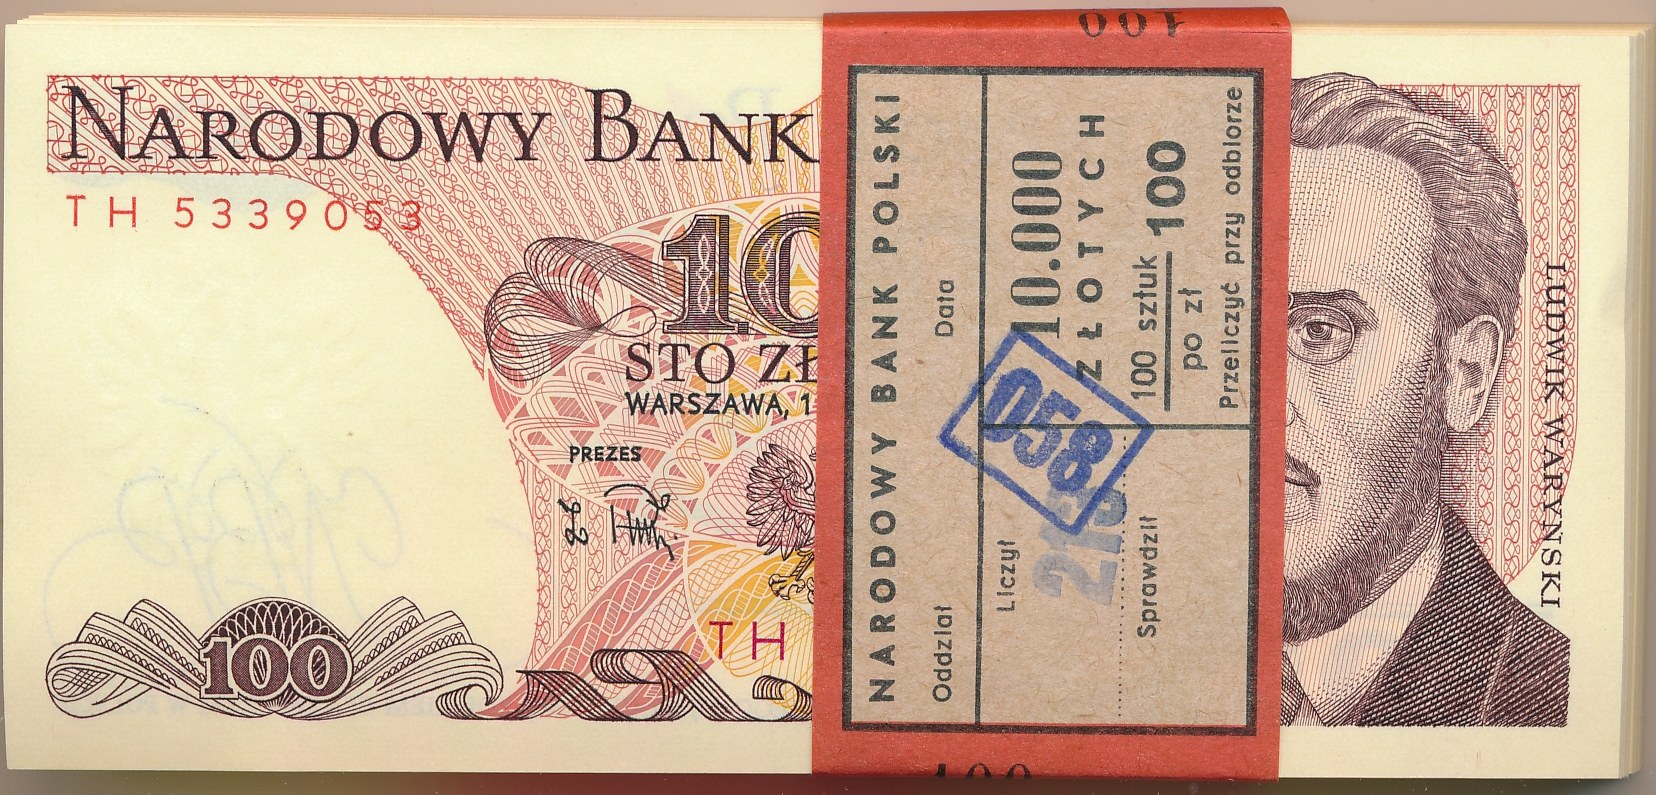 NARODOWY BANK
TH 5339053
STO
WARSZAWA, 1
PREZES
TH
100
100
NARODOWY BANK POLSKI
Oddział Data
10.000
ZŁOTYCH
100 sztuk
po zł 100
Przeliczyć przy odbiorze
Liczył
Sprawdził
058
100
LUDWIK WARYŃSKI